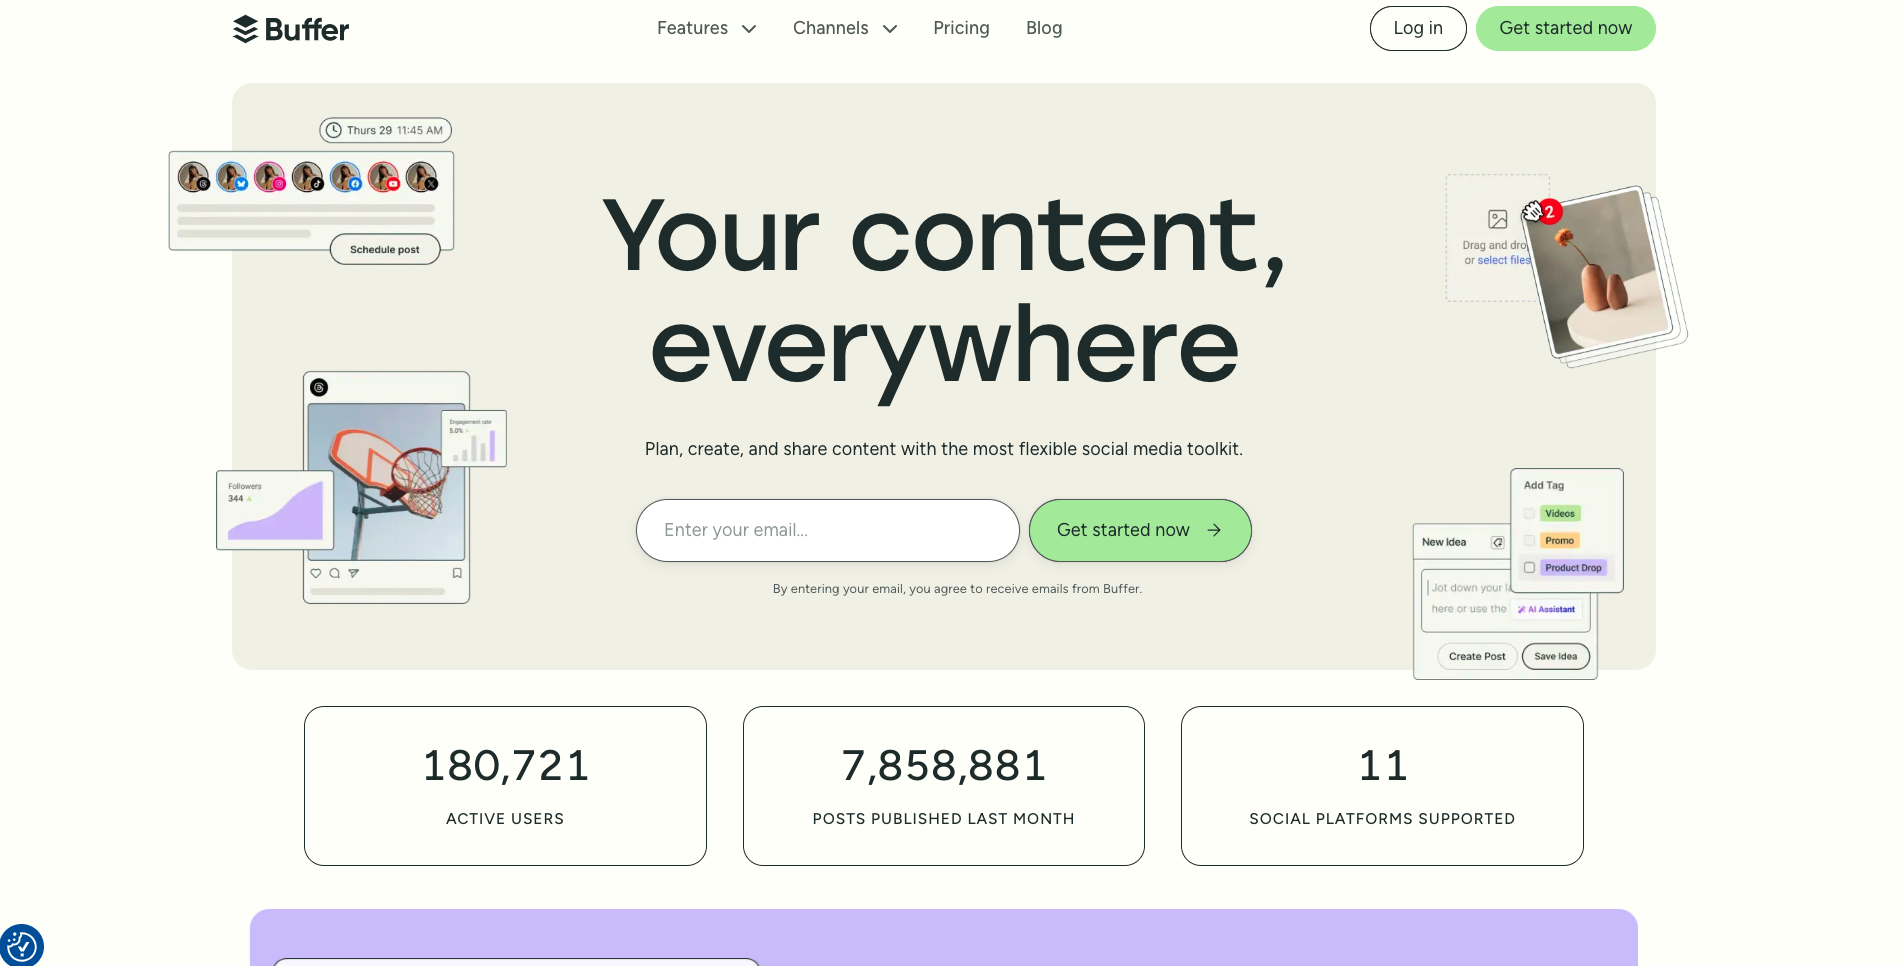 Buffer
Features
Channels
Pricing
Blog
Log in
Get started now
Thurs 29 11:45 AM
Schedule post
Your content,
everywhere
Plan, create, and share content with the most flexible social media toolkit.
Enter your email...
Get started now
By entering your email, you agree to receive emails from Buffer.
Drag and drop
or select files
2
Engagement rate
5.0%
Followers
344
Add Tag
Videos
Promo
Product Drop
New Idea
Jot down your
here or use the AI Assistant
Create Post
Save Idea
180,721
ACTIVE USERS
7,858,881
POSTS PUBLISHED LAST MONTH
11
SOCIAL PLATFORMS SUPPORTED